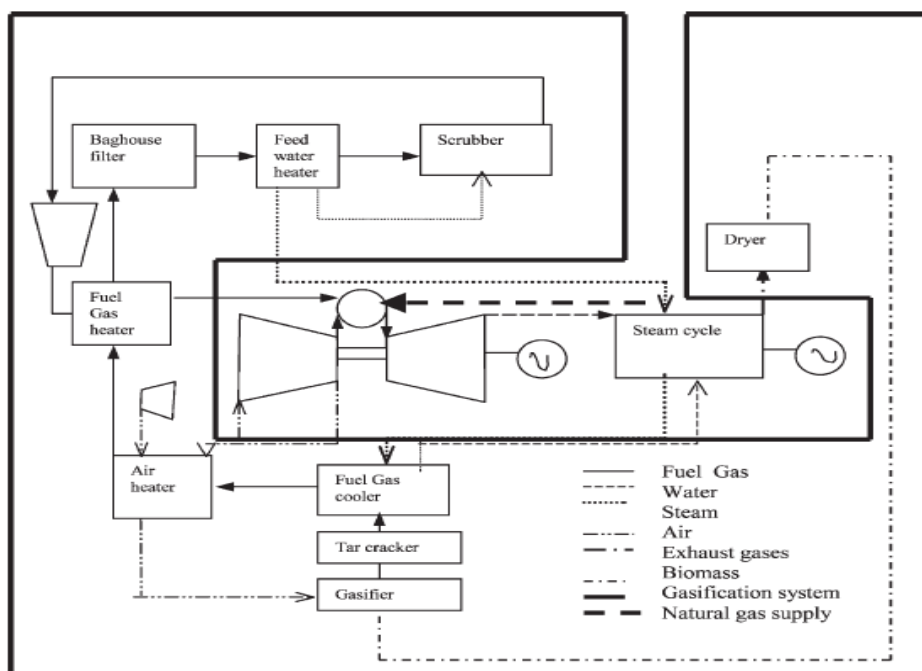 Baghouse
filter
Feed
water
heater
Scrubber
Dryer
Fuel
Gas
heater
Steam cycle
Air
heater
Fuel Gas
cooler
Tar cracker
Gasifier
Fuel Gas
Water
Steam
Air
Exhaust gases
Biomass
Gasification system
Natural gas supply